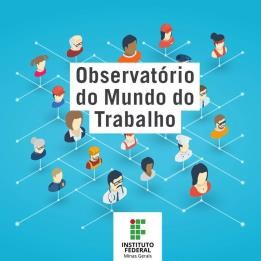 Observatório
do Mundo do
Trabalho
INSTITUTO
FEDERAL
Minas Gerais